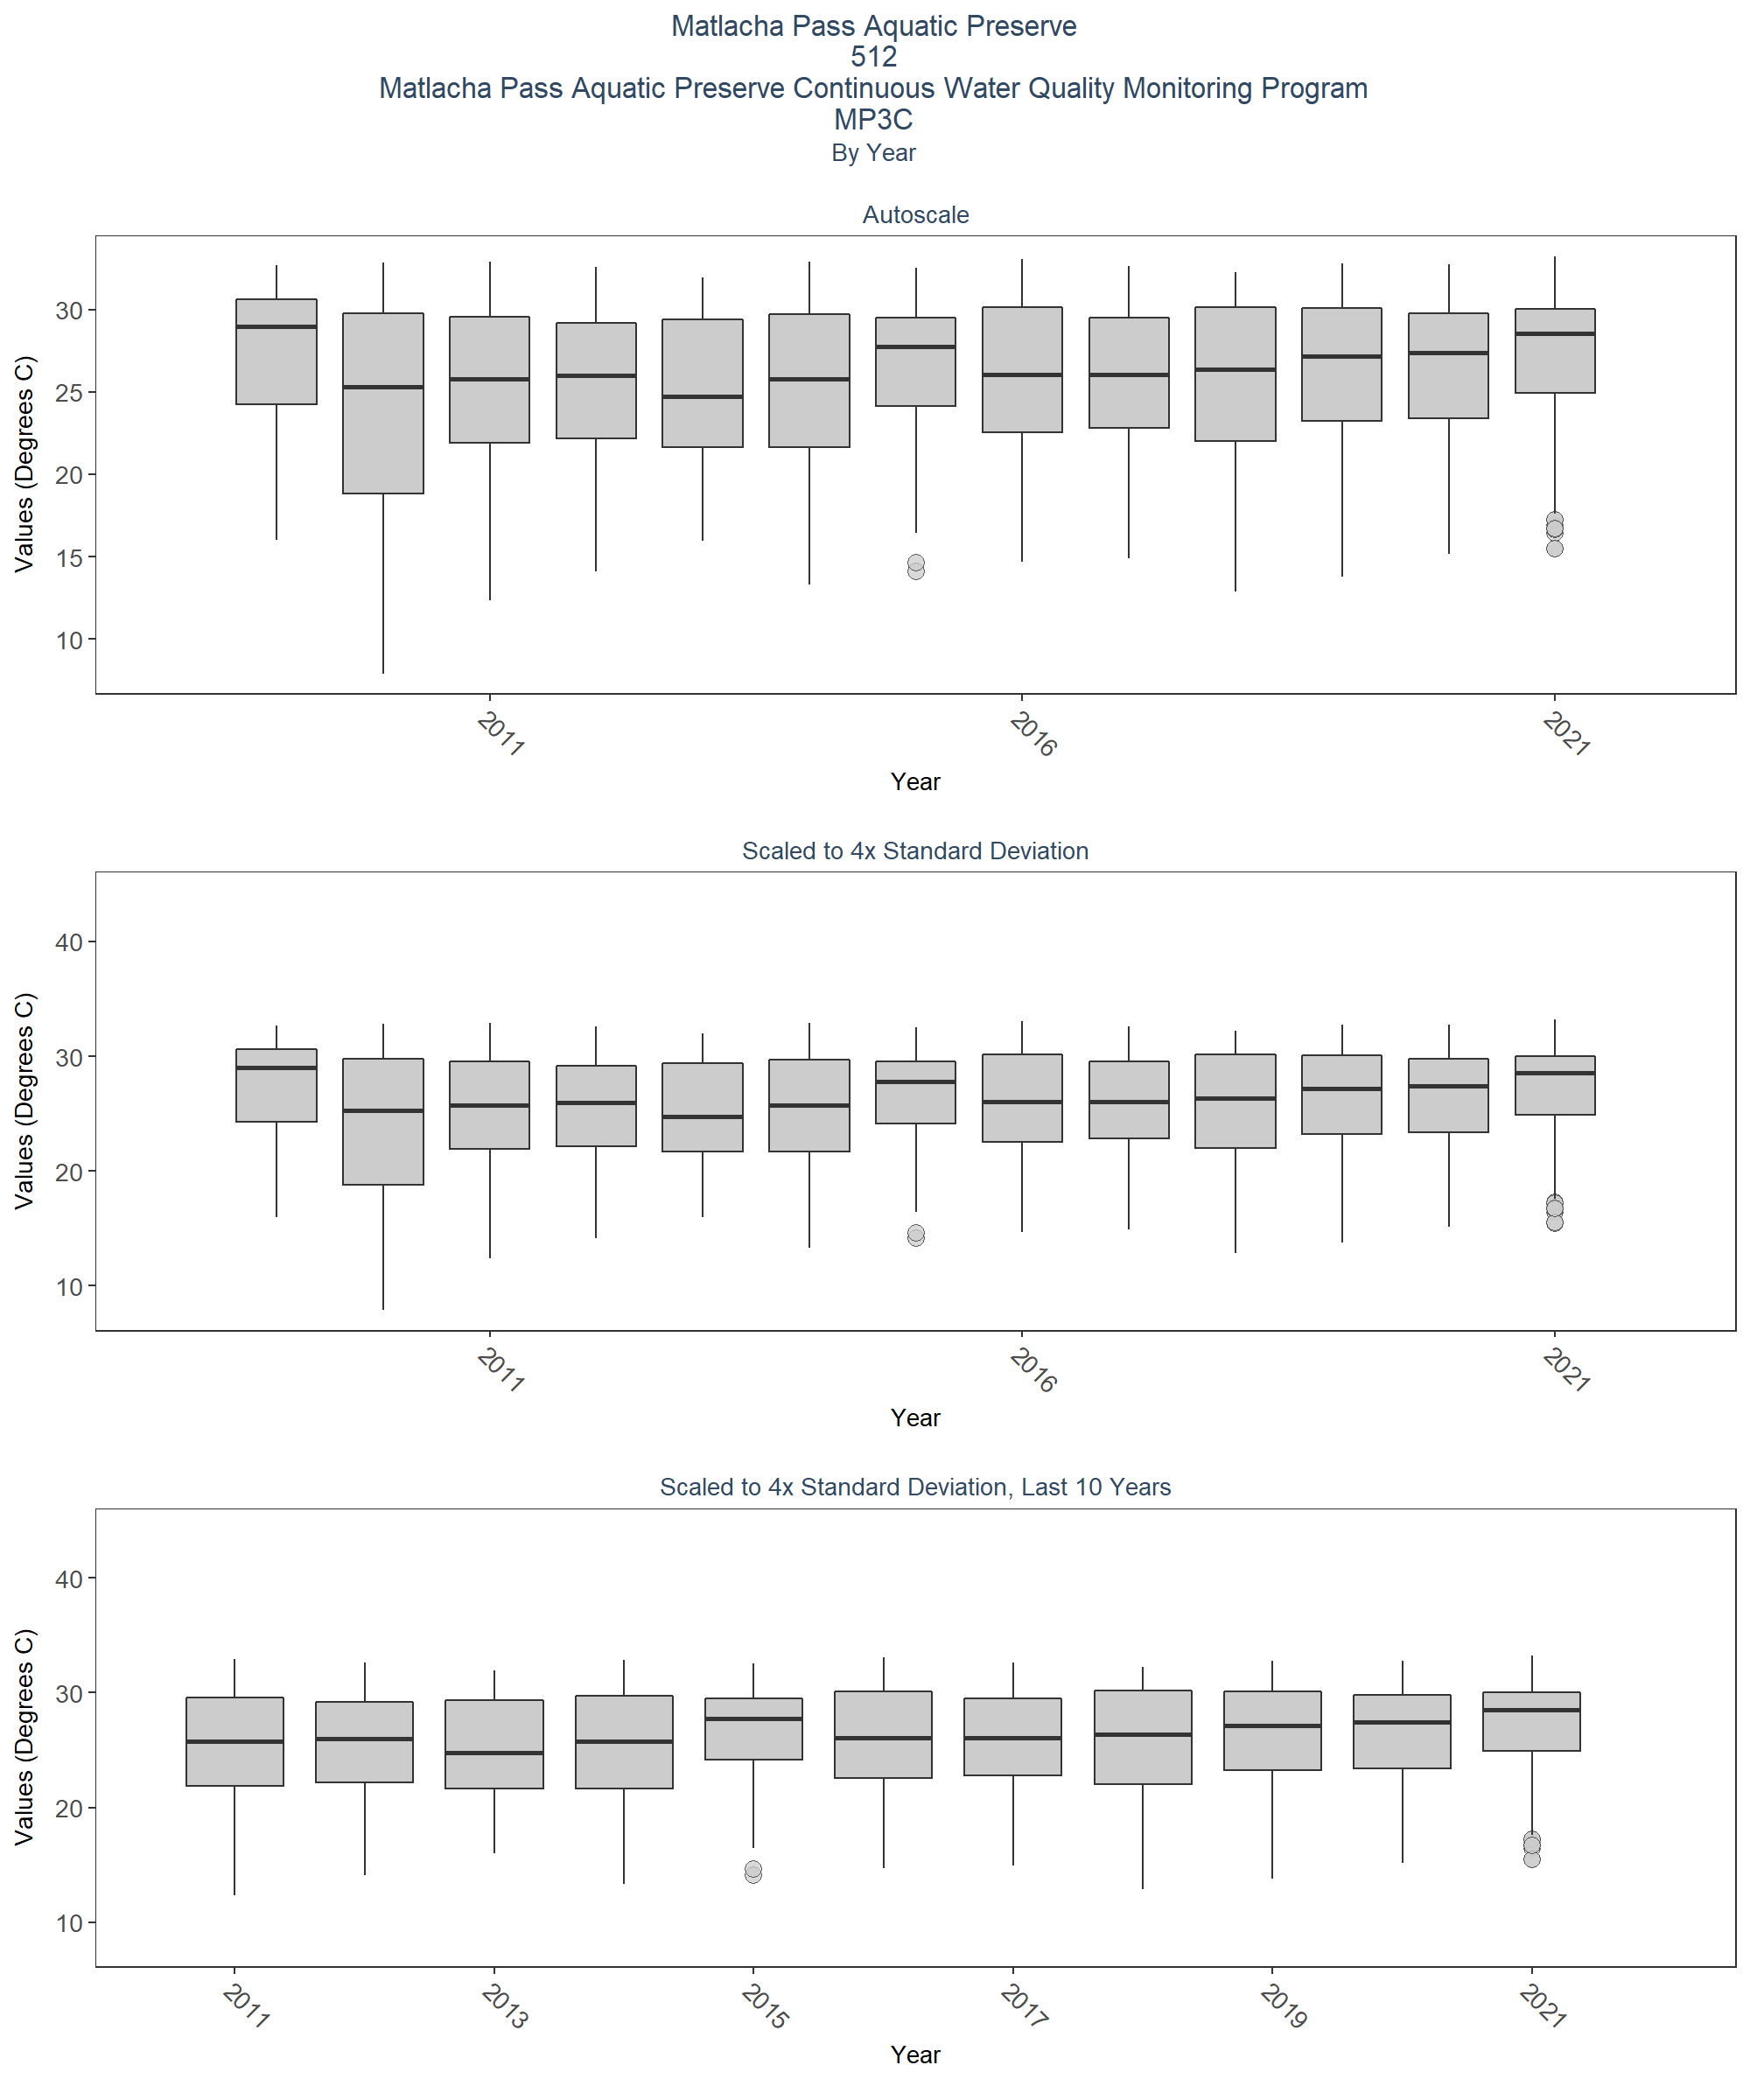 Matlacha Pass Aquatic Preserve
512
Matlacha Pass Aquatic Preserve Continuous Water Quality Monitoring Program
MP3C
By Year
Autoscale
Values (Degrees C)
30
25
20
15
10
2011
2016
2021
Year
Scaled to 4x Standard Deviation
Values (Degrees C)
40
30
20
10
2011
2016
2021
Year
Scaled to 4x Standard Deviation, Last 10 Years
Values (Degrees C)
40
30
20
10
2011
2013
2015
2017
2019
2021
Year